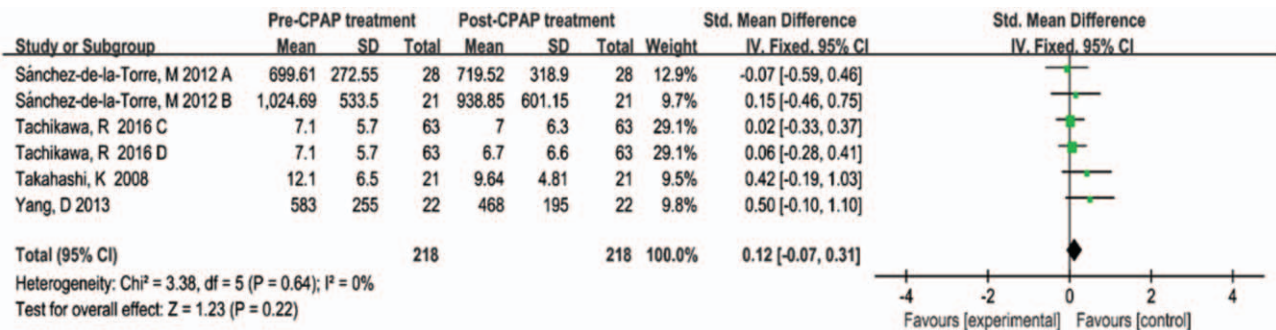 Pre-CPAP treatment Post-CPAP treatment Std. Mean Difference Std. Mean Difference
Study or Subgroup Mean SD Total Mean SD Total Weight IV. Fixed. 95% CI IV. Fixed. 95% CI
Sánchez-de-la-Torre, M 2012 A 699.61 272.55 28 719.52 318.9 28 12.9% -0.07 [-0.59, 0.46]
Sánchez-de-la-Torre, M 2012 B 1,024.69 533.5 21 938.85 601.15 21 9.7% 0.15 [-0.46, 0.75]
Tachikawa, R 2016 C 7.1 5.7 63 7 6.3 63 29.1% 0.02 [-0.33, 0.37]
Tachikawa, R 2016 D 7.1 5.7 63 6.7 6.6 63 29.1% 0.06 [-0.28, 0.41]
Takahashi, K 2008 12.1 6.5 21 9.64 4.81 21 9.5% 0.42 [-0.19, 1.03]
Yang, D 2013 583 255 22 468 195 22 9.8% 0.50 [-0.10, 1.10]
Total (95% CI) 218 218 100.0% 0.12 [-0.07, 0.31]
Heterogeneity: Chi² = 3.38, df = 5 (P = 0.64); I² = 0%
Test for overall effect: Z = 1.23 (P = 0.22)
-4 -2 0 2 4
Favours [experimental] Favours [control]